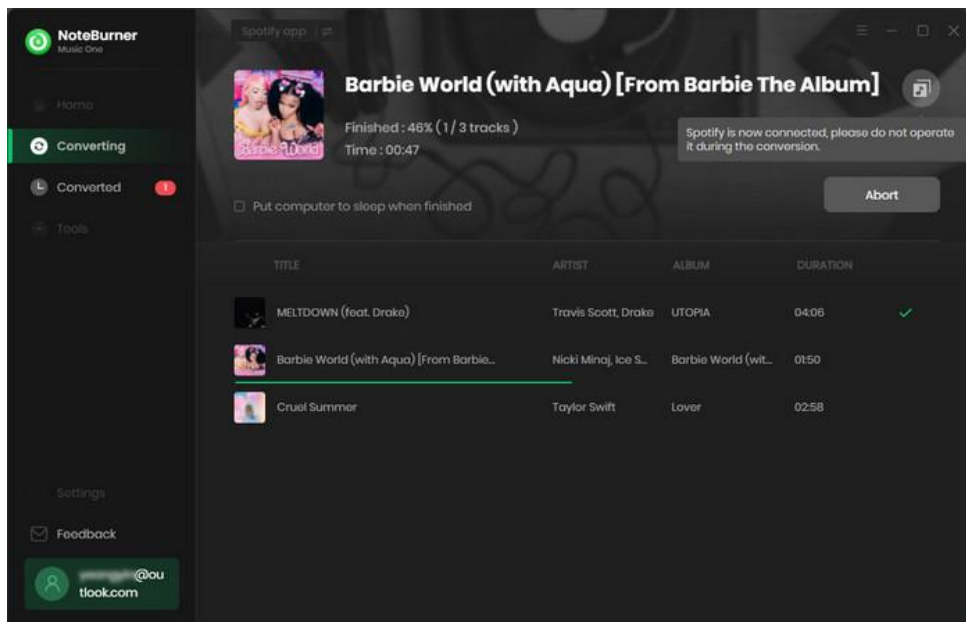 NoteBurner
Music One
Home
Converting
Converted 1
Tools
Settings
Feedback
@ou
tlook.com
Spotify app
Barbie World (with Aqua) [From Barbie The Album]
Finished : 46% ( 1 / 3 tracks )
Time : 00:47
Spotify is now connected, please do not operate
it during the conversion.
Abort
Put computer to sleep when finished
TITLE ARTIST ALBUM DURATION
MELTDOWN (feat. Drake) Travis Scott, Drake UTOPIA 04:06
Barbie World (with Aqua) [From Barbie... Nicki Minaj, Ice S... Barbie World (wit... 01:50
Cruel Summer Taylor Swift Lover 02:58
Barbie World